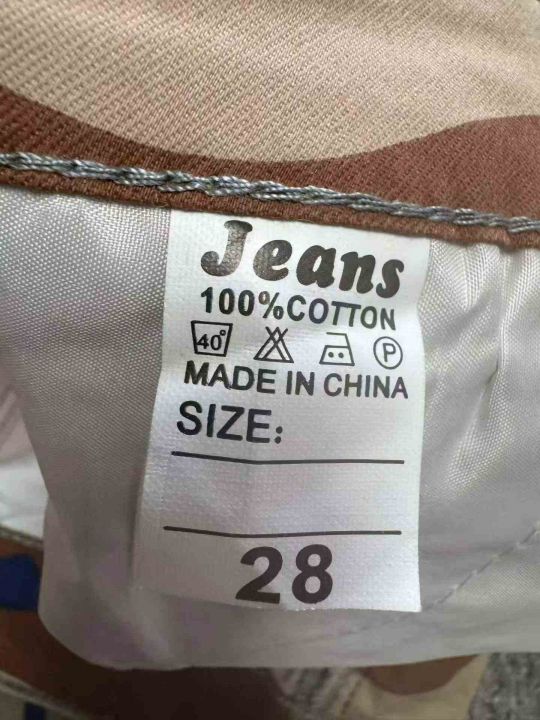 Jeans
100%COTTON
40° P
MADE IN CHINA
SIZE:
28